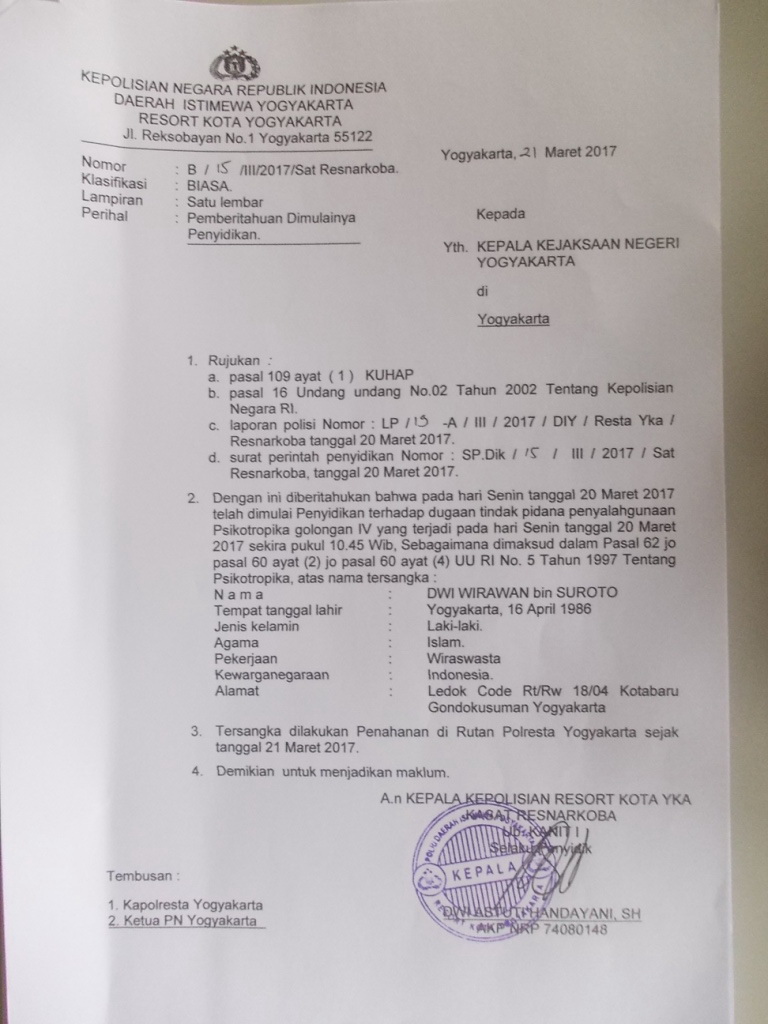 KEPOLISIAN NEGARA REPUBLIK INDONESIA
DAERAH ISTIMEWA YOGYAKARTA
RESORT KOTA YOGYAKARTA
Jl. Reksobayan No.1 Yogyakarta 55122
Yogyakarta, 21 Maret 2017
Nomor : B / 15 /III/2017/Sat Resnarkoba.
Klasifikasi : BIASA.
Lampiran : Satu lembar
Perihal : Pemberitahuan Dimulainya
Penyidikan.
Kepada
Yth. KEPALA KEJAKSAAN NEGERI
YOGYAKARTA
di
Yogyakarta
1. Rujukan :
a. pasal 109 ayat ( 1 ) KUHAP
b. pasal 16 Undang undang No.02 Tahun 2002 Tentang Kepolisian
Negara RI.
c. laporan polisi Nomor : LP / 15 -A / III / 2017 / DIY / Resta Yka /
Resnarkoba tanggal 20 Maret 2017.
d. surat perintah penyidikan Nomor : SP.Dik / 15 / III / 2017 / Sat
Resnarkoba, tanggal 20 Maret 2017.
2. Dengan ini diberitahukan bahwa pada hari Senin tanggal 20 Maret 2017
telah dimulai Penyidikan terhadap dugaan tindak pidana penyalahgunaan
Psikotropika golongan IV yang terjadi pada hari Senin tanggal 20 Maret
2017 sekira pukul 10.45 Wib, Sebagaimana dimaksud dalam Pasal 62 jo
pasal 60 ayat (2) jo pasal 60 ayat (4) UU RI No. 5 Tahun 1997 Tentang
Psikotropika, atas nama tersangka :
N a m a : DWI WIRAWAN bin SUROTO
Tempat tanggal lahir : Yogyakarta, 16 April 1986
Jenis kelamin : Laki-laki.
Agama : Islam.
Pekerjaan : Wiraswasta
Kewarganegaraan : Indonesia.
Alamat : Ledok Code Rt/Rw 18/04 Kotabaru
Gondokusuman Yogyakarta
3. Tersangka dilakukan Penahanan di Rutan Polresta Yogyakarta sejak
tanggal 21 Maret 2017.
4. Demikian untuk menjadikan maklum.
A.n KEPALA KEPOLISIAN RESORT KOTA YKA
KASAT RESNARKOBA
Ub. KANIT I
Selaku Penyidik
KEPALA
DWI ASTUTI HANDAYANI, SH
AKP NRP 74080148
Tembusan :
1. Kapolresta Yogyakarta
2. Ketua PN Yogyakarta